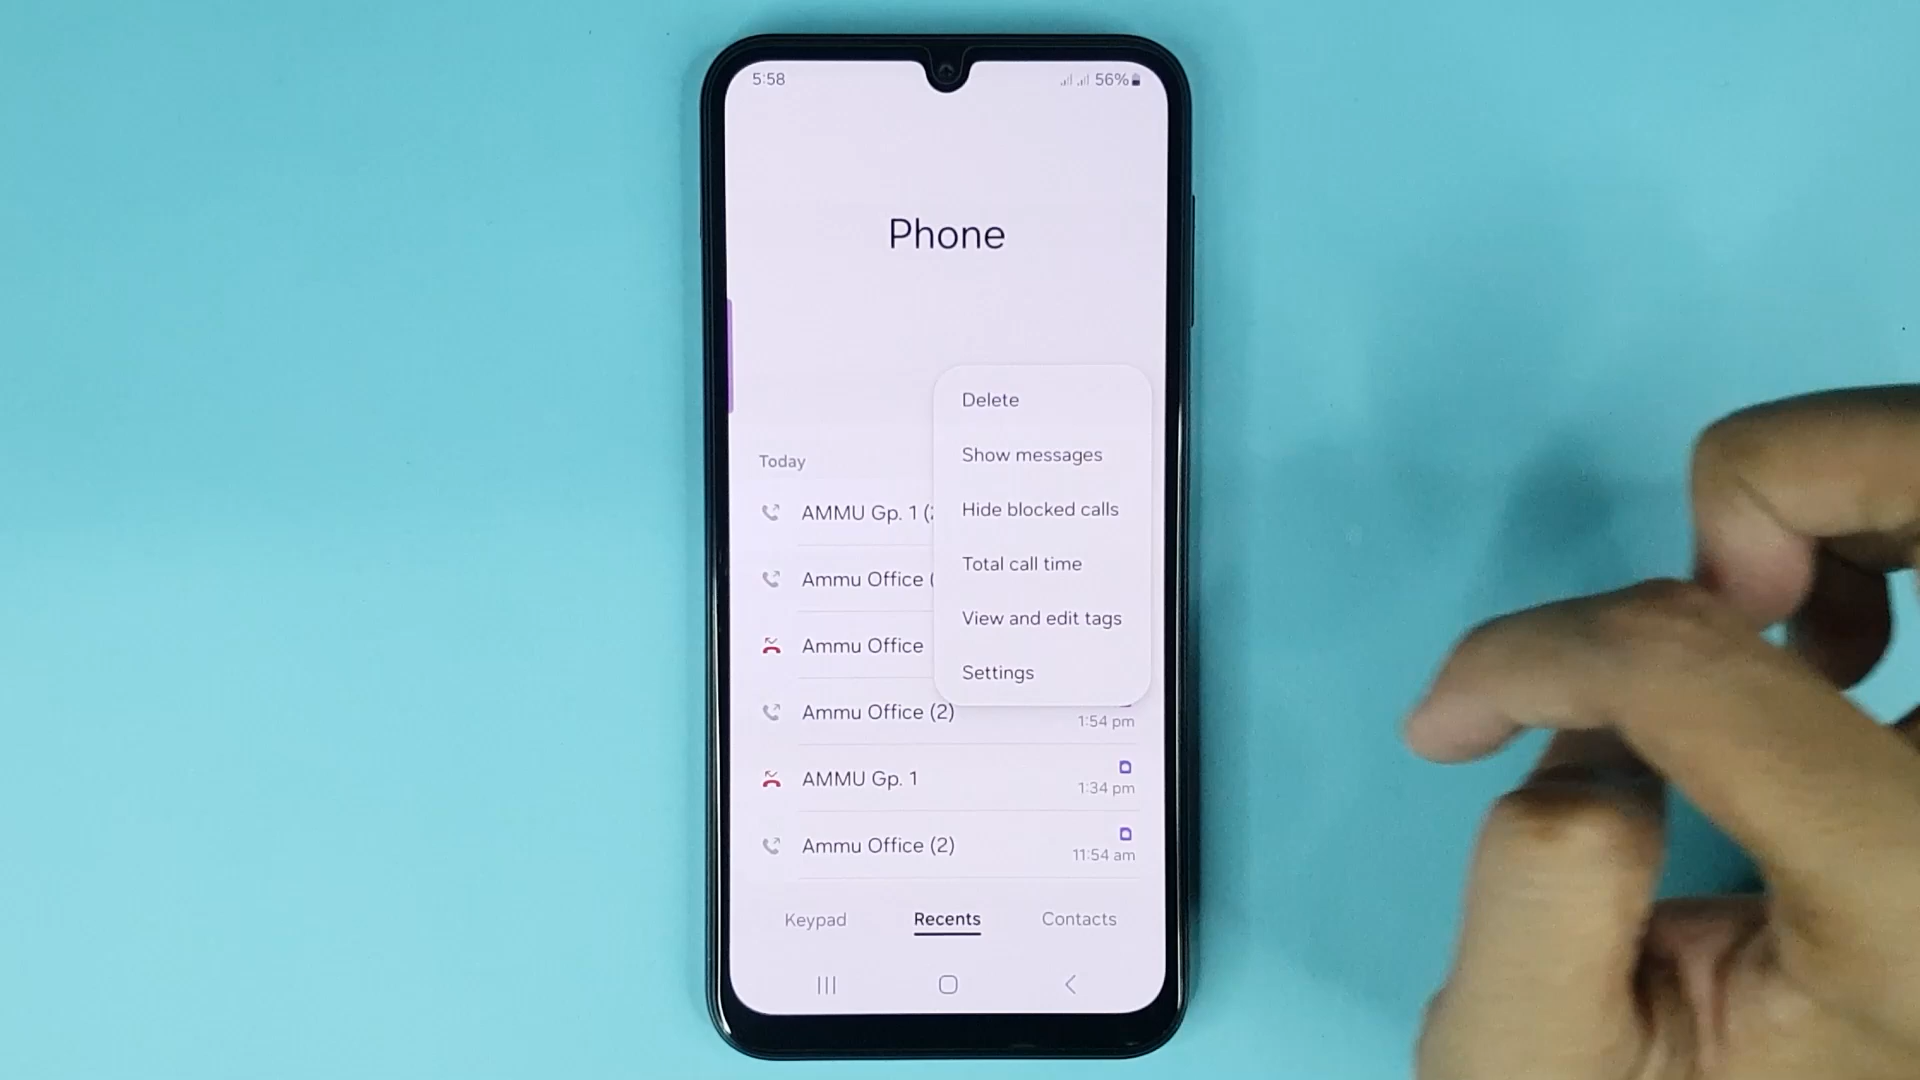 5:58
56%
Phone
Delete
Show messages
Today
Hide blocked calls
AMMU Gp. 1 (
Total call time
Ammu Office (
View and edit tags
Ammu Office
Settings
Ammu Office (2)
1:54 pm
AMMU Gp. 1
1:34 pm
Ammu Office (2)
11:54 am
Keypad Recents Contacts